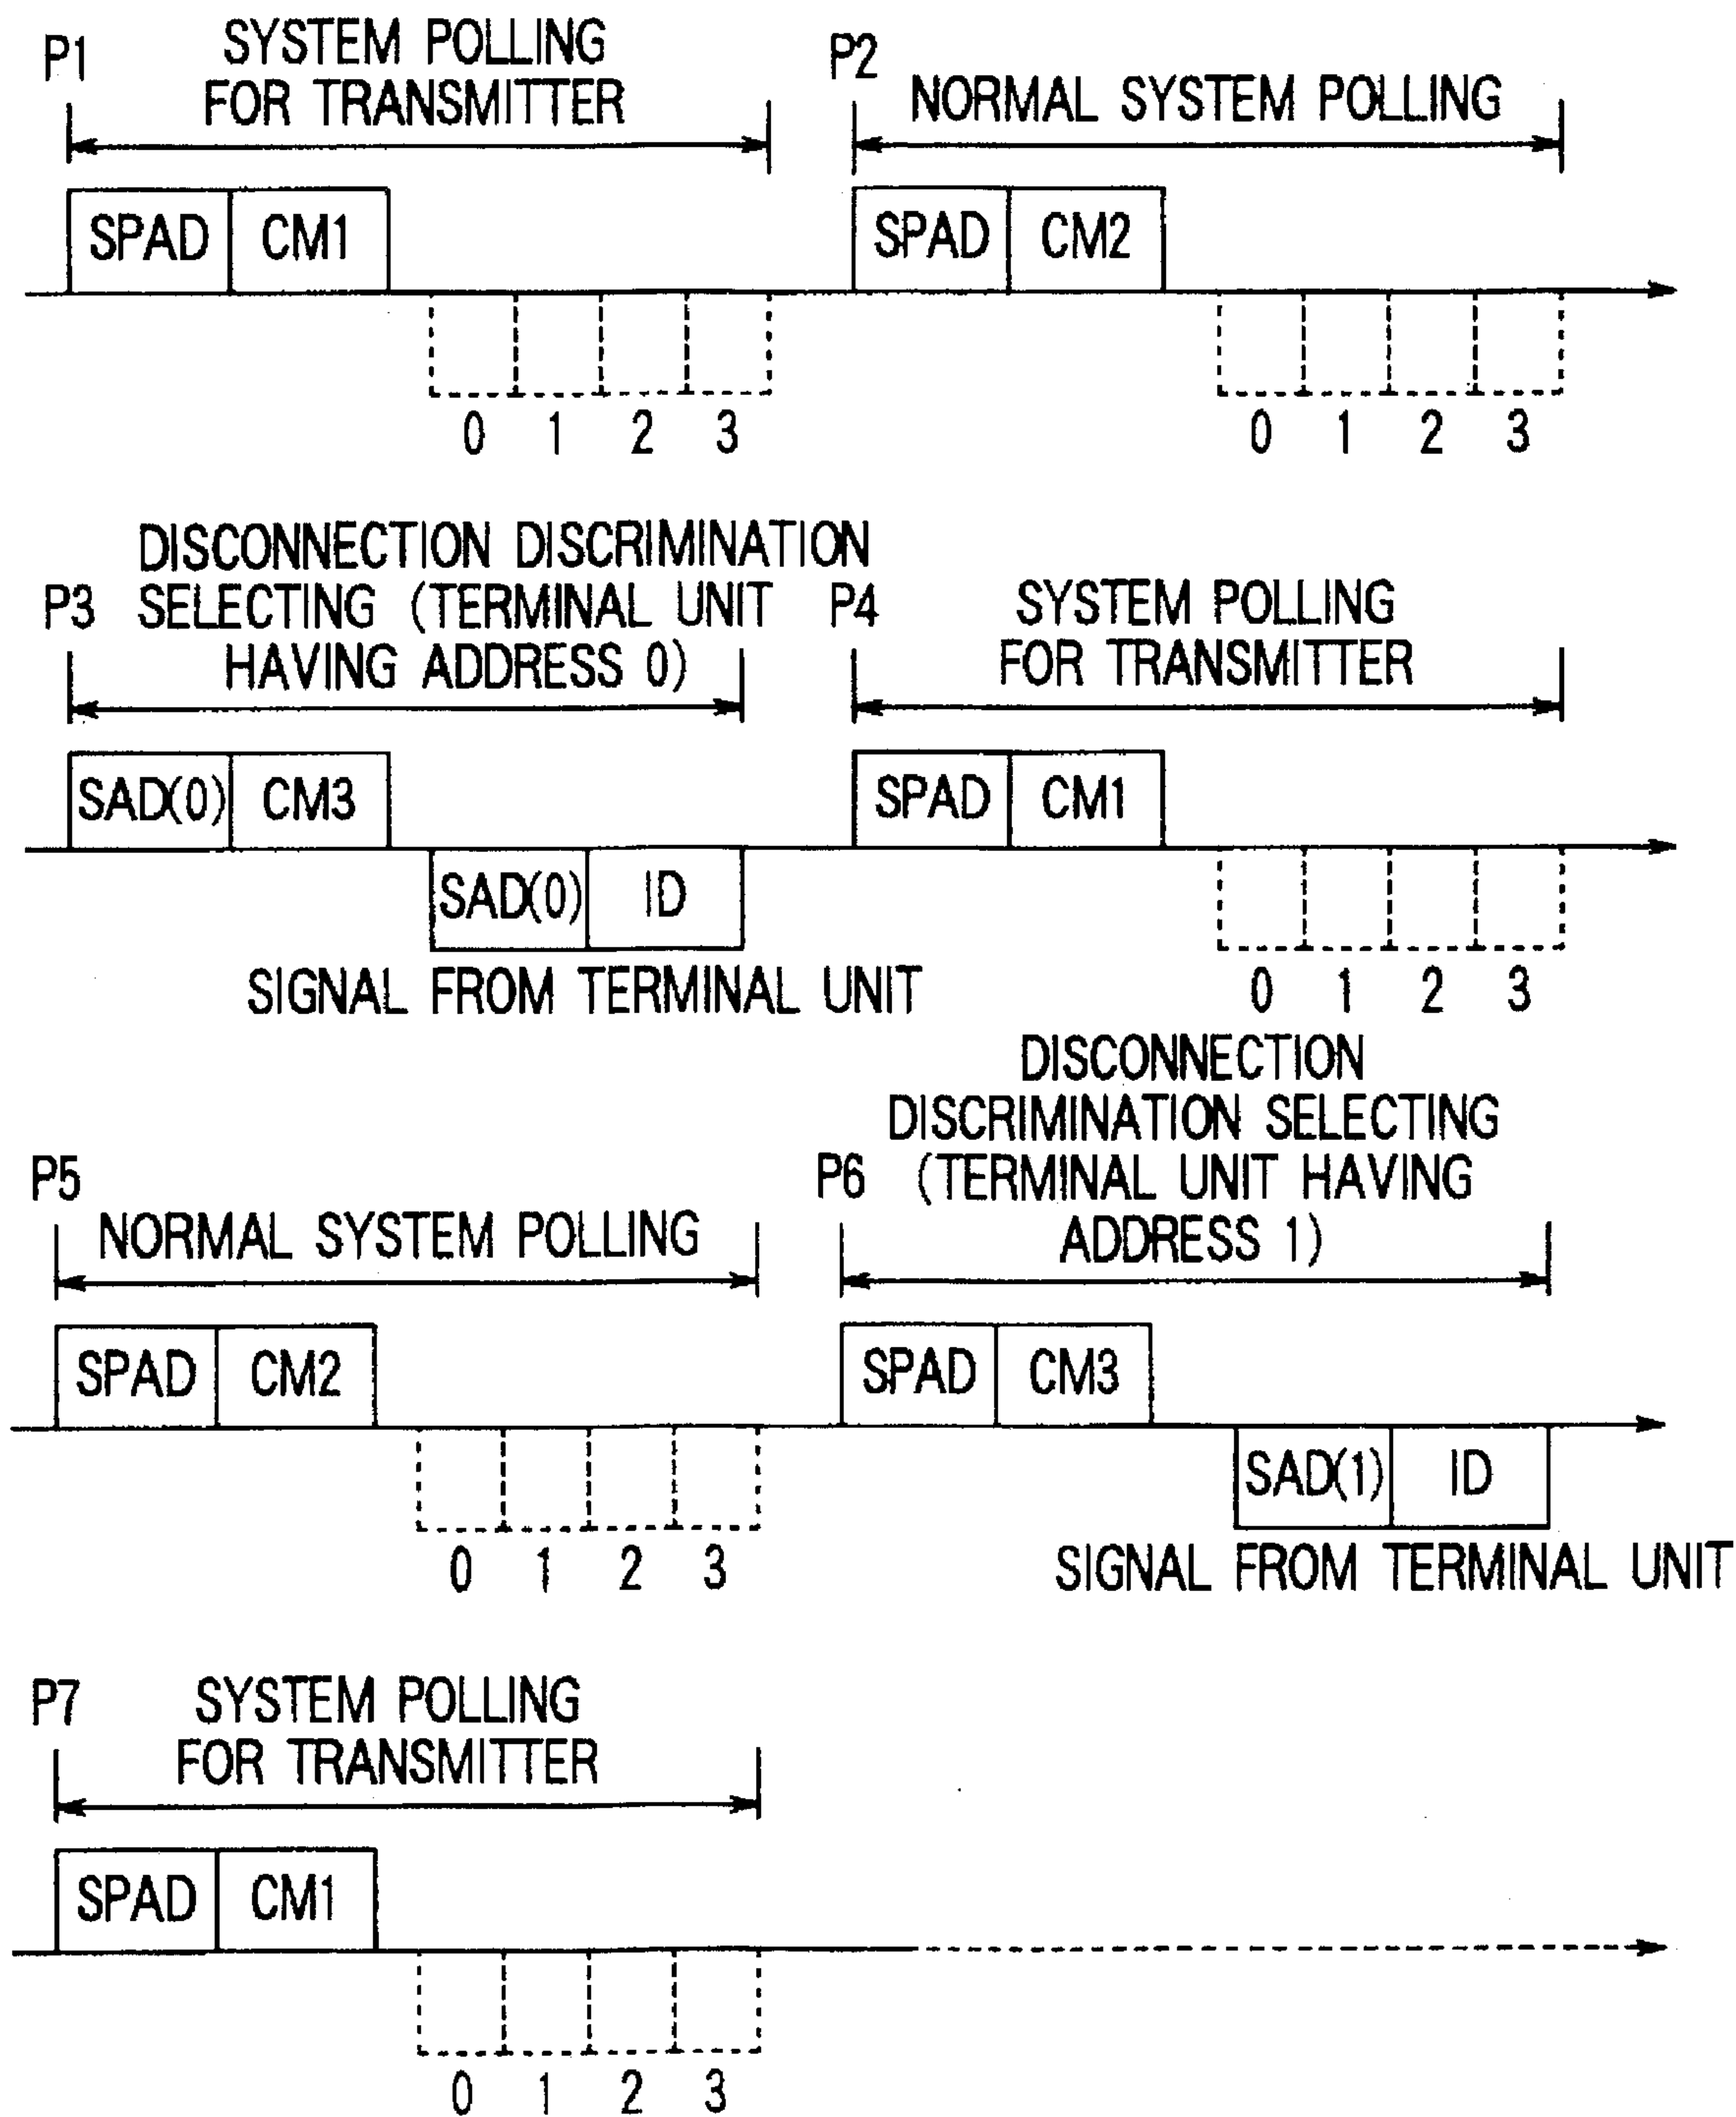 P1
SYSTEM POLLING
FOR TRANSMITTER
P2
NORMAL SYSTEM POLLING
SPAD CM1
SPAD CM2
0 1 2 3
0 1 2 3
P3
DISCONNECTION DISCRIMINATION
SELECTING (TERMINAL UNIT
HAVING ADDRESS 0)
P4
SYSTEM POLLING
FOR TRANSMITTER
SAD(0) CM3
SPAD CM1
SAD(0) ID
SIGNAL FROM TERMINAL UNIT
0 1 2 3
P5
NORMAL SYSTEM POLLING
P6
DISCONNECTION
DISCRIMINATION SELECTING
(TERMINAL UNIT HAVING
ADDRESS 1)
SPAD CM2
SPAD CM3
0 1 2 3
SAD(1) ID
SIGNAL FROM TERMINAL UNIT
P7
SYSTEM POLLING
FOR TRANSMITTER
SPAD CM1
0 1 2 3